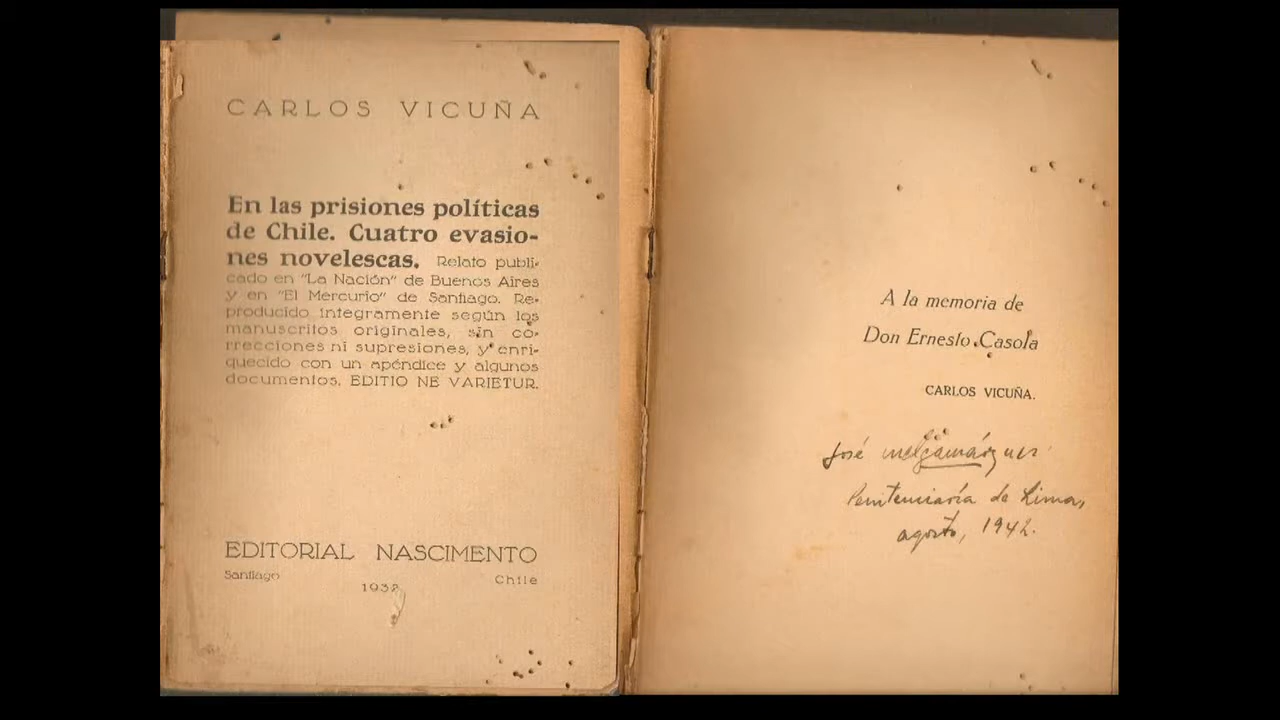 CARLOS VICUÑA
En las prisiones políticas
de Chile. Cuatro evasio-
nes novelescas. Relato publi-
cado en "La Nación" de Buenos Aires
y en "El Mercurio" de Santiago. Re-
producido integramente según los
manuscritos originales, sin co-
rrecciones ni supresiones, y enri-
quecido con un apéndice y algunos
documentos. EDITIO NE VARIETUR.
EDITORIAL NASCIMENTO
Santiago Chile
1932
A la memoria de
Don Ernesto Casola
CARLOS VICUÑA.
José
Penitenciaría de Lima,
agosto, 1942.